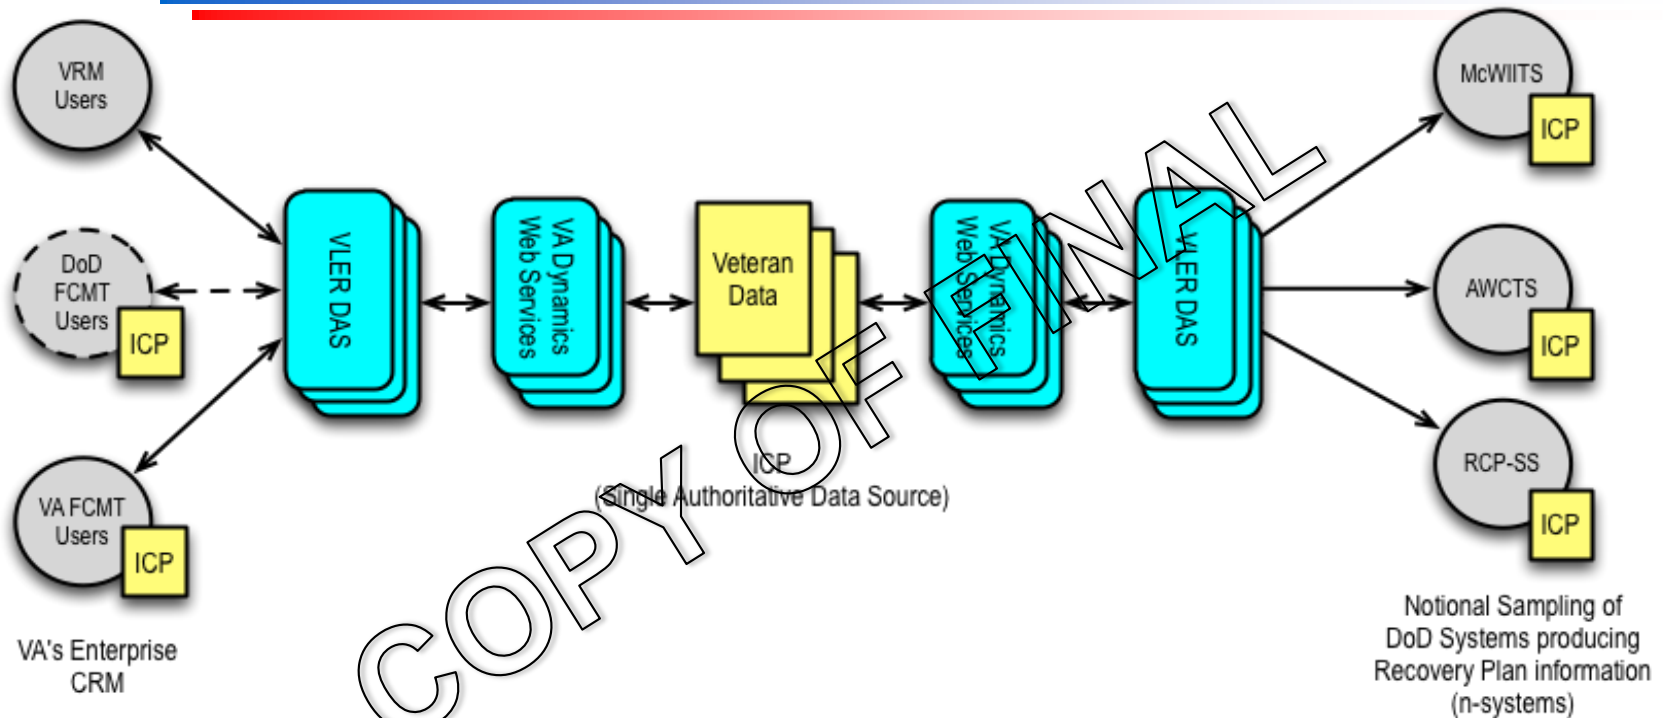 VRM
Users
DoD
FCMT
Users
ICP
VA FCMT
Users
ICP
VA's Enterprise
CRM
VLER DAS
VA Dynamics
Web Services
Veteran
Data
ICP
(Single Authoritative Data Source)
VA Dynamics
Web Services
VLER DAS
McWIITS
ICP
AWCTS
ICP
RCP-SS
ICP
Notional Sampling of
DoD Systems producing
Recovery Plan information
(n-systems)
COPY OF FINAL